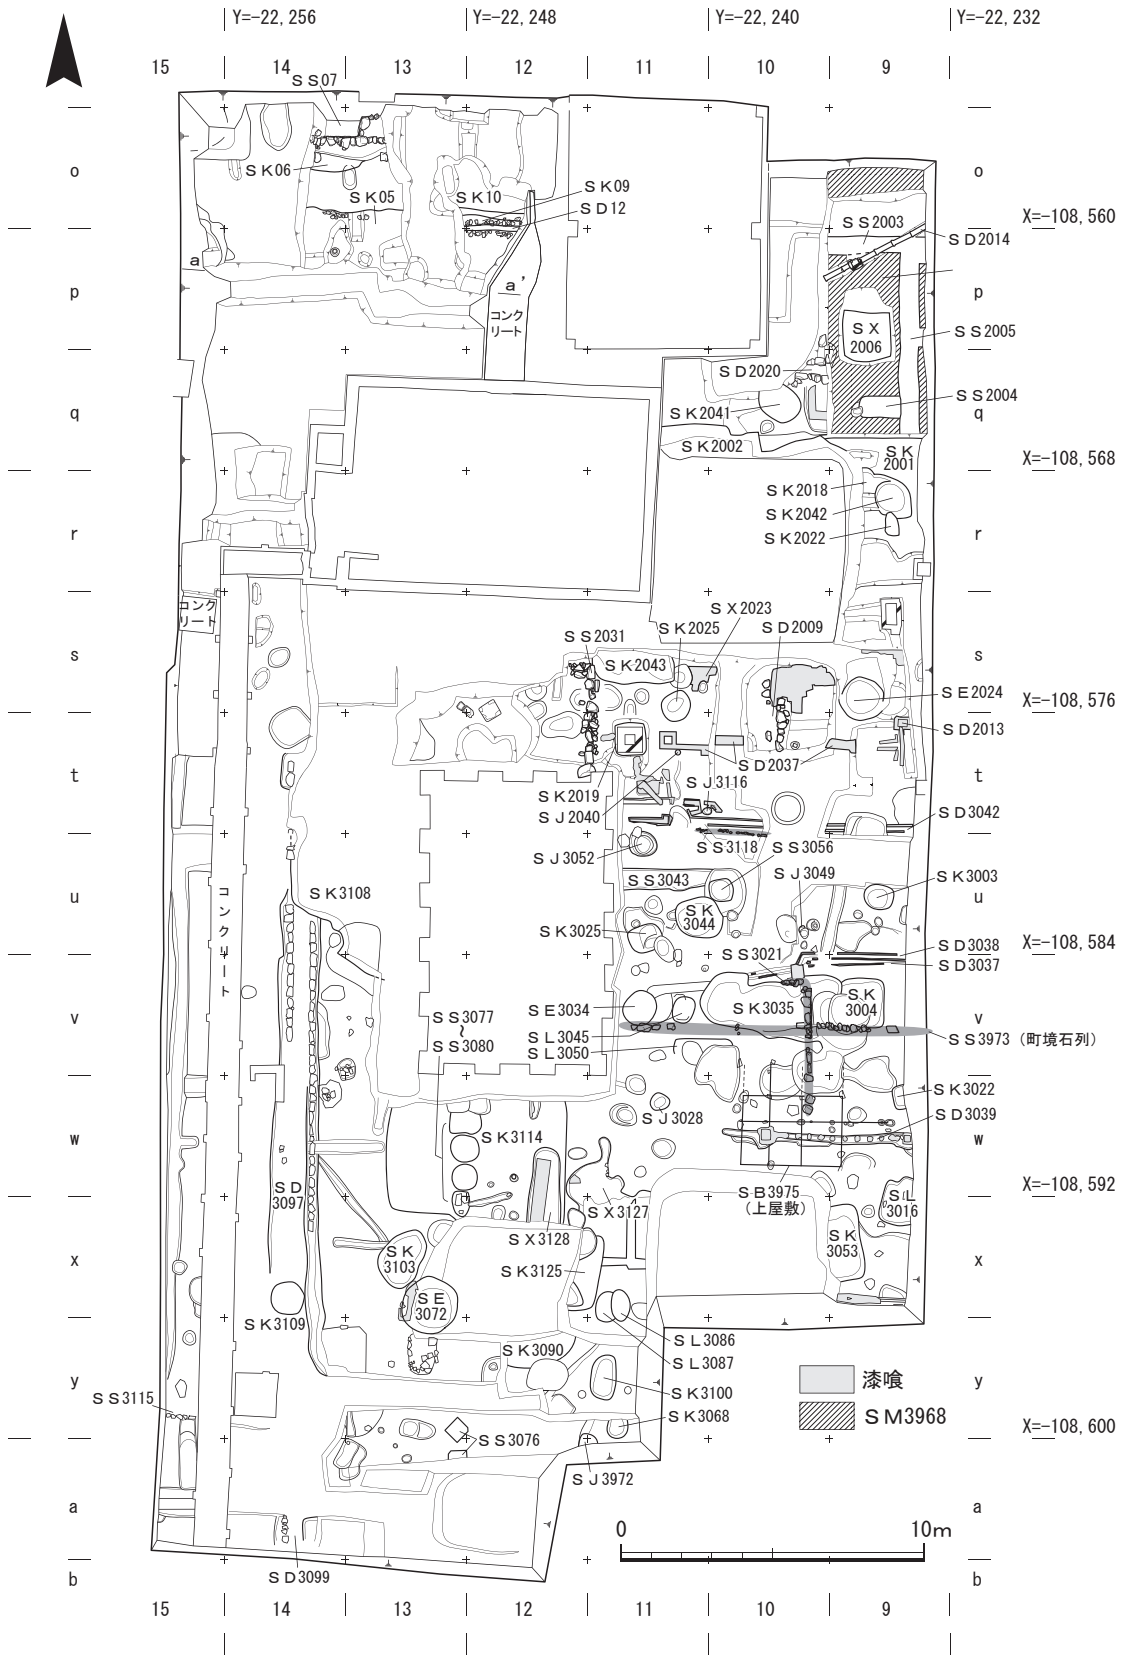 Y=-22, 256
Y=-22, 248
Y=-22, 240
Y=-22, 232
15
14
13
12
11
10
9
SS07
o
o
SK06
SK05
SK10
SK09
SD12
X=-108, 560
SS2003
SD2014
a
a'
p
p
コンク
リート
SX
2006
SS2005
SD2020
SS2004
q
q
SK2041
SK2002
SK
2001
X=-108, 568
SK2018
SK2042
SK2022
r
r
コンク
リート
SX2023
SK2025
SD2009
SS2031
s
s
SK2043
SE2024
X=-108, 576
SD2013
SD2037
t
t
SJ3116
SK2019
SJ2040
SD3042
SS3118
SS3056
SJ3052
SJ3049
SS3043
SK3003
u
u
コンクリート
SK3108
SK
3044
SK3025
X=-108, 584
SD3038
SS3021
SD3037
SK3035
SK
3004
SE3034
v
v
SS3077
~
SS3080
SL3045
SL3050
SS3973（町境石列）
SK3022
SJ3028
SD3039
w
w
SK3114
X=-108, 592
SD
3097
SB3975
（上屋敷）
SL
3016
SX3127
SX3128
SK
3053
SK
3103
x
x
SK3125
SE
3072
SK3109
SL3086
SK3090
SL3087
y
y
漆喰
SK3100
SS3115
SM3968
SK3068
X=-108, 600
SS3076
SJ3972
a
a
0
10m
SD3099
b
b
15
14
13
12
11
10
9